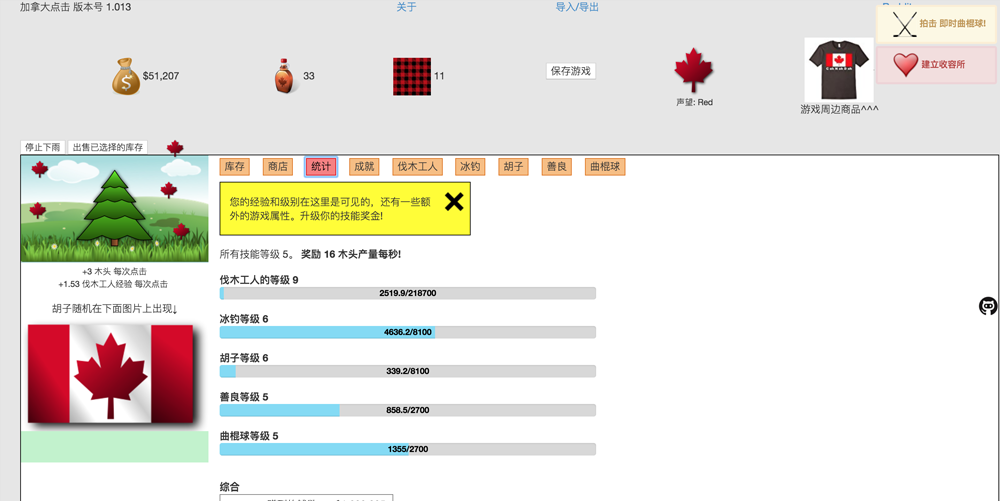 加拿大点击 版本号 1.013
关于
导入/导出
拍击 即时曲棍球!
建立收容所
$51,207
33
11
保存游戏
声望: Red
游戏周边商品^^^
停止下雨
出售已选择的库存
库存
商店
统计
成就
伐木工人
冰钓
胡子
善良
曲棍球
您的经验和级别在这里是可见的，还有一些额
外的游戏属性。升级你的技能奖金!
+3 木头 每次点击
+1.53 伐木工人经验 每次点击
胡子随机在下面图片上出现↓
所有技能等级 5。 奖励 16 木头产量每秒!
伐木工人的等级 9
2519.9/218700
冰钓等级 6
4636.2/8100
胡子等级 6
339.2/8100
善良等级 5
858.5/2700
曲棍球等级 5
1355/2700
综合